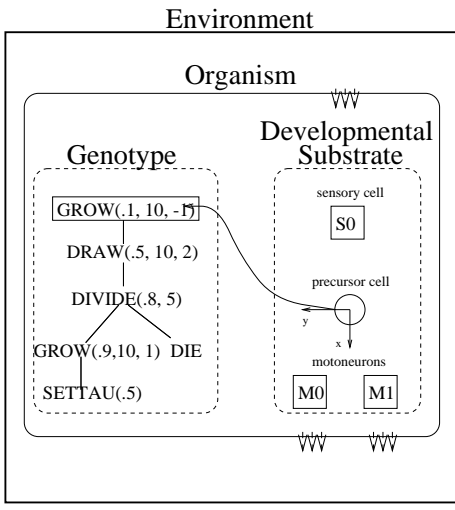 Environment
Organism
Genotype
Developmental
Substrate
GROW(.1, 10, -1)
DRAW(.5, 10, 2)
DIVIDE(.8, 5)
GROW(.9,10, 1) DIE
SETTAU(.5)
sensory cell
S0
precursor cell
y
x
motoneurons
M0 M1